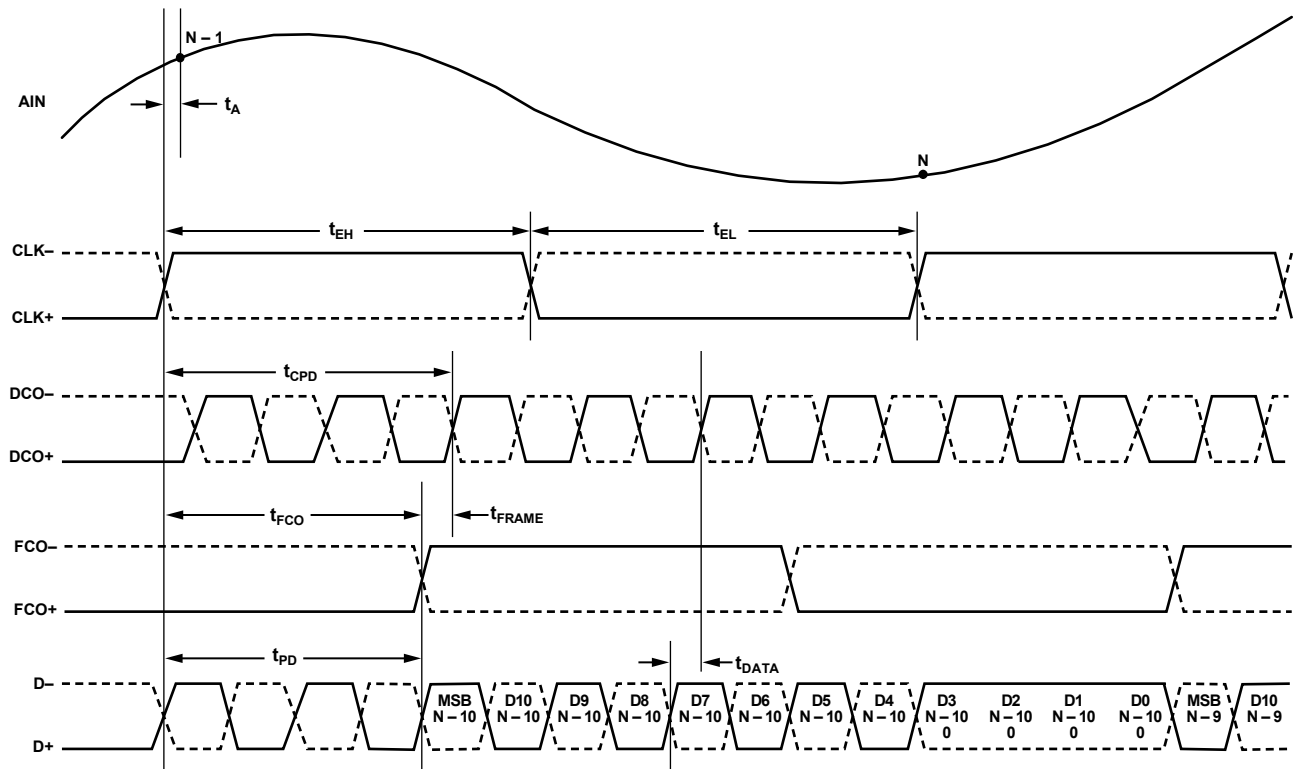 N – 1
AIN
tA
N
tEH
tEL
CLK–
CLK+
tCPD
DCO–
DCO+
tFCO
tFRAME
FCO–
FCO+
tPD
tDATA
D–
D+
MSB D10 D9 D8 D7 D6 D5 D4 D3 D2 D1 D0 MSB D10
N – 10 N – 10 N – 10 N – 10 N – 10 N – 10 N – 10 N – 10 N – 10 N – 10 N – 10 N – 10 N – 9 N – 9
0 0 0 0